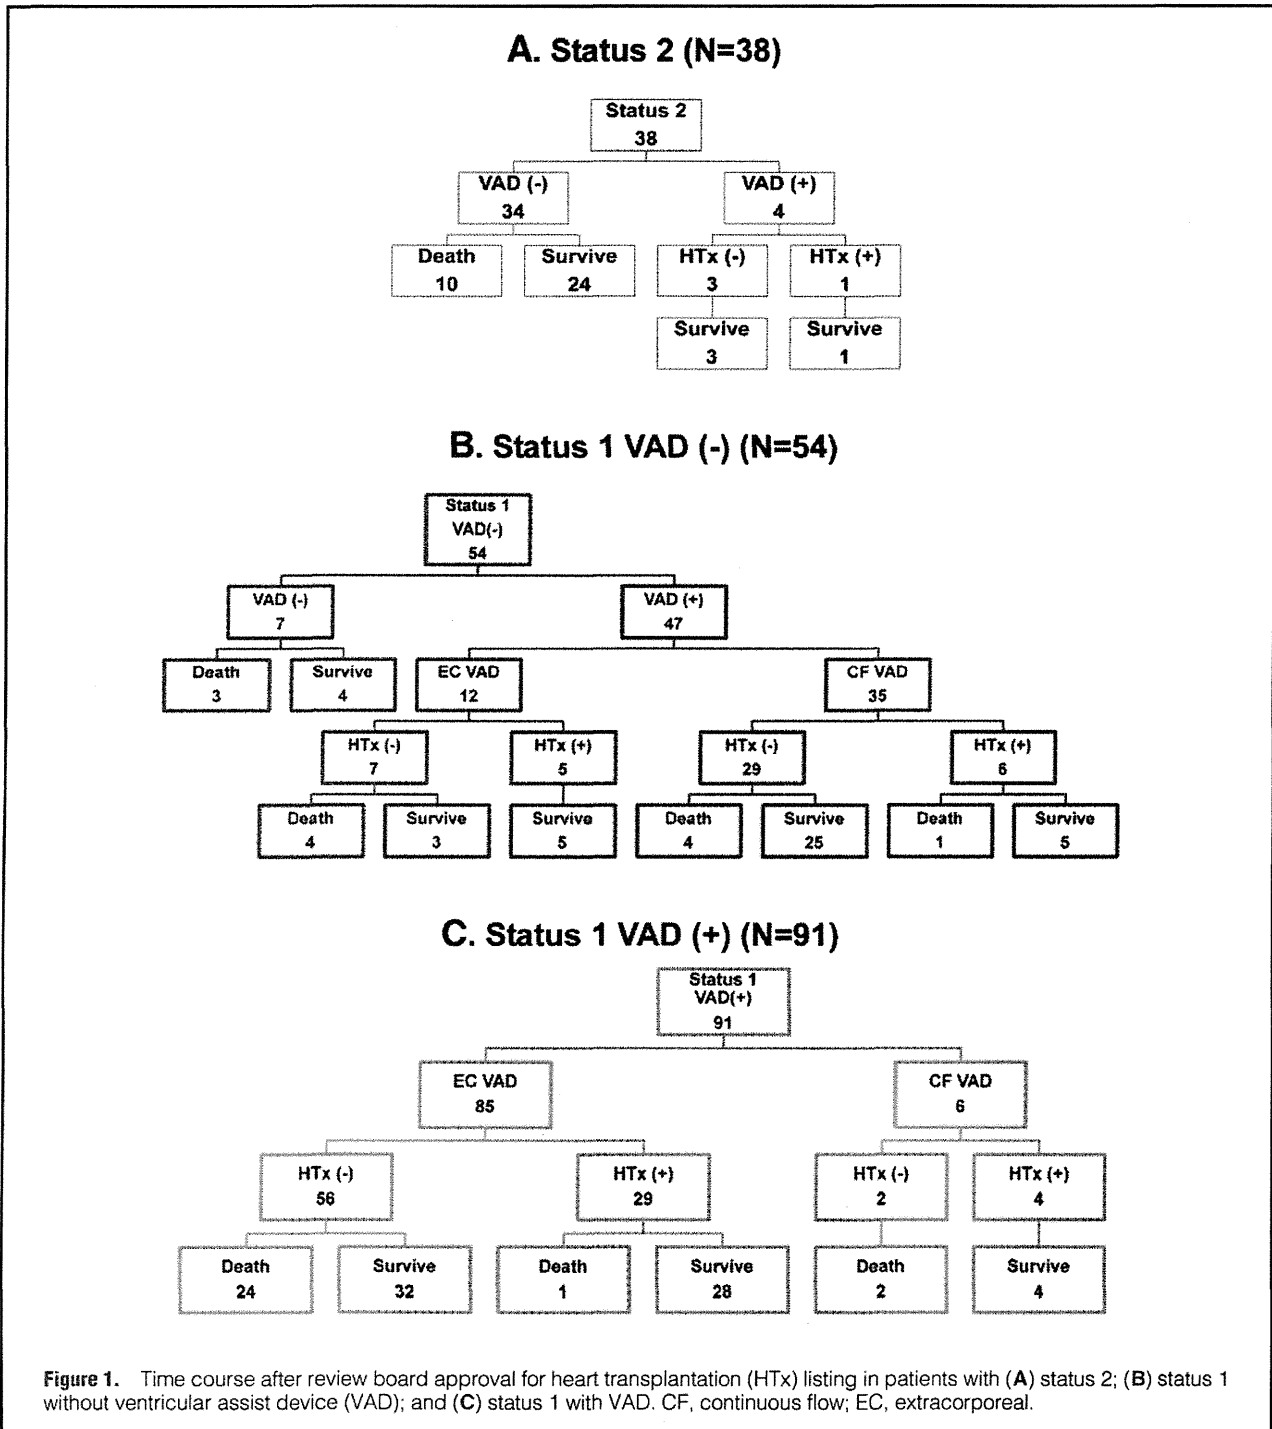 A. Status 2 (N=38)
Status 2
38
VAD (-)
34
VAD (+)
4
Death
10
Survive
24
HTx (-)
3
HTx (+)
1
Survive
3
Survive
1
B. Status 1 VAD (-) (N=54)
Status 1
VAD(-)
54
VAD (-)
7
VAD (+)
47
Death
3
Survive
4
EC VAD
12
CF VAD
35
HTx (-)
7
HTx (+)
5
HTx (-)
29
HTx (+)
6
Death
4
Survive
3
Survive
5
Death
4
Survive
25
Death
1
Survive
5
C. Status 1 VAD (+) (N=91)
Status 1
VAD(+)
91
EC VAD
85
CF VAD
6
HTx (-)
56
HTx (+)
29
HTx (-)
2
HTx (+)
4
Death
24
Survive
32
Death
1
Survive
28
Death
2
Survive
4
Figure 1. Time course after review board approval for heart transplantation (HTx) listing in patients with (A) status 2; (B) status 1
without ventricular assist device (VAD); and (C) status 1 with VAD. CF, continuous flow; EC, extracorporeal.